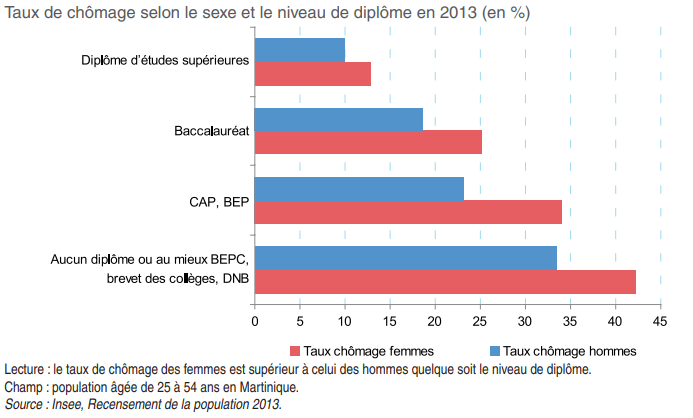 Taux de chômage selon le sexe et le niveau de diplôme en 2013 (en %)
Diplôme d'études supérieures
Baccalauréat
CAP, BEP
Aucun diplôme ou au mieux BEPC,
brevet des collèges, DNB
0 5 10 15 20 25 30 35 40 45
Taux chômage femmes Taux chômage hommes
Lecture : le taux de chômage des femmes est supérieur à celui des hommes quelque soit le niveau de diplôme.
Champ : population âgée de 25 à 54 ans en Martinique.
Source : Insee, Recensement de la population 2013.